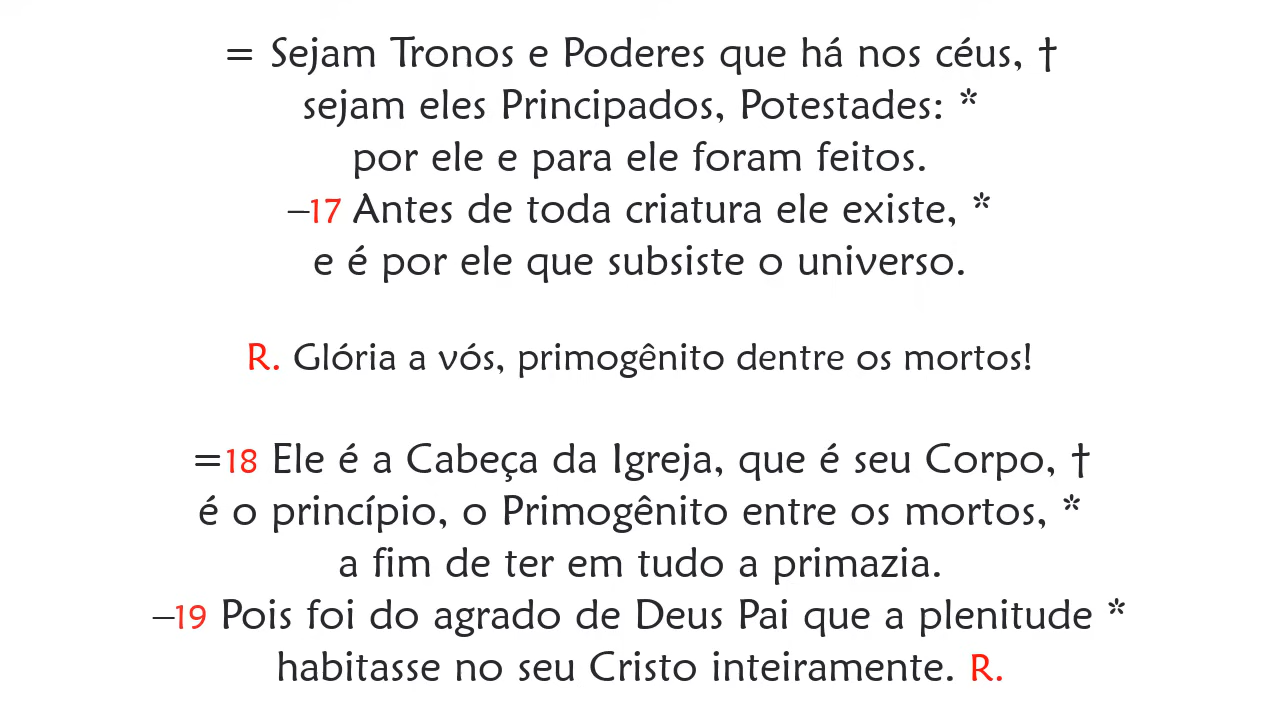 = Sejam Tronos e Poderes que há nos céus, †
sejam eles Principados, Potestades: *
por ele e para ele foram feitos.
–17 Antes de toda criatura ele existe, *
e é por ele que subsiste o universo.
R. Glória a vós, primogênito dentre os mortos!
=18 Ele é a Cabeça da Igreja, que é seu Corpo, †
é o princípio, o Primogênito entre os mortos, *
a fim de ter em tudo a primazia.
–19 Pois foi do agrado de Deus Pai que a plenitude *
habitasse no seu Cristo inteiramente. R.